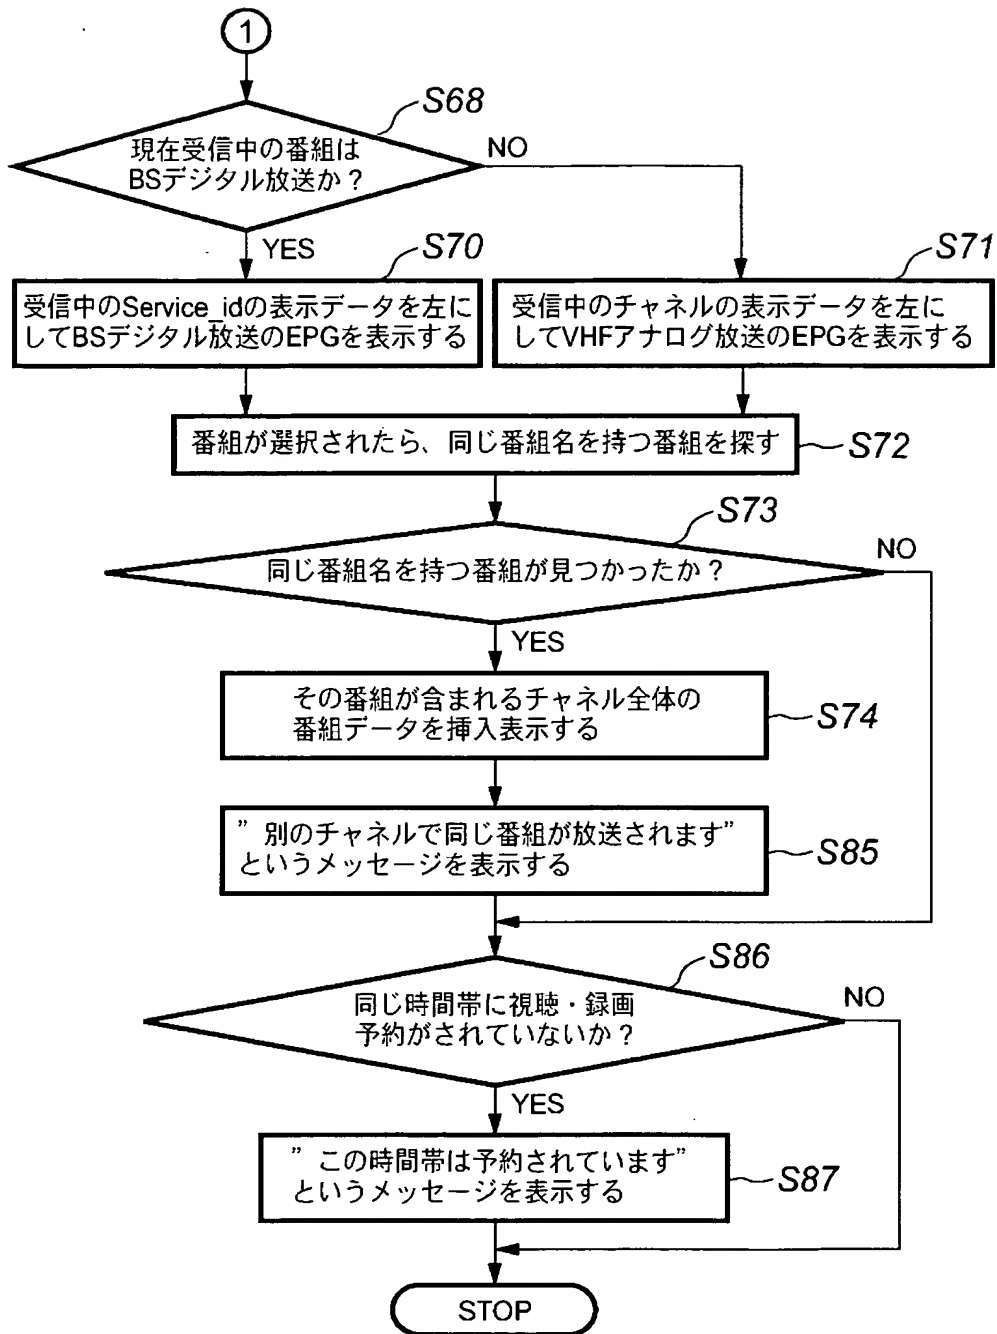 1
S68
現在受信中の番組は
BSデジタル放送か？
NO
YES
S70
受信中のService_idの表示データを左に
してBSデジタル放送のEPGを表示する
S71
受信中のチャネルの表示データを左に
してVHFアナログ放送のEPGを表示する
番組が選択されたら、同じ番組名を持つ番組を探す
S72
S73
同じ番組名を持つ番組が見つかったか？
NO
YES
その番組が含まれるチャネル全体の
番組データを挿入表示する
S74
”別のチャネルで同じ番組が放送されます”
というメッセージを表示する
S85
S86
同じ時間帯に視聴・録画
予約がされていないか？
NO
YES
”この時間帯は予約されています”
というメッセージを表示する
S87
STOP